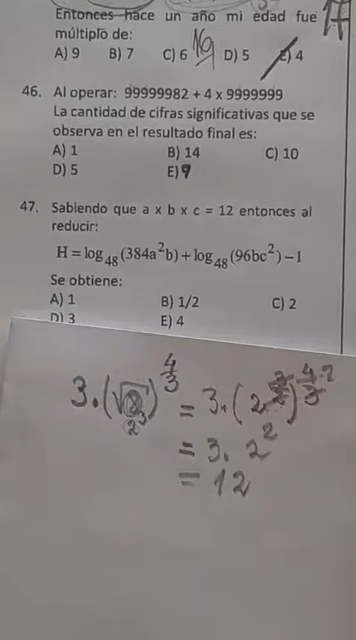 Entonces hace un año mi edad fue
múltiplo de:
A) 9 B) 7 C) 6 D) 5 E) 4
46. Al operar: 99999982 + 4 x 9999999
La cantidad de cifras significativas que se
observa en el resultado final es:
A) 1 B) 14 C) 10
D) 5 E) 9
47. Sabiendo que a x b x c = 12 entonces al
reducir:
H = log₄₈(384a²b) + log₄₈(96bc²) – 1
Se obtiene:
A) 1 B) 1/2 C) 2
D) 3 E) 4
= 3. 2²
= 12